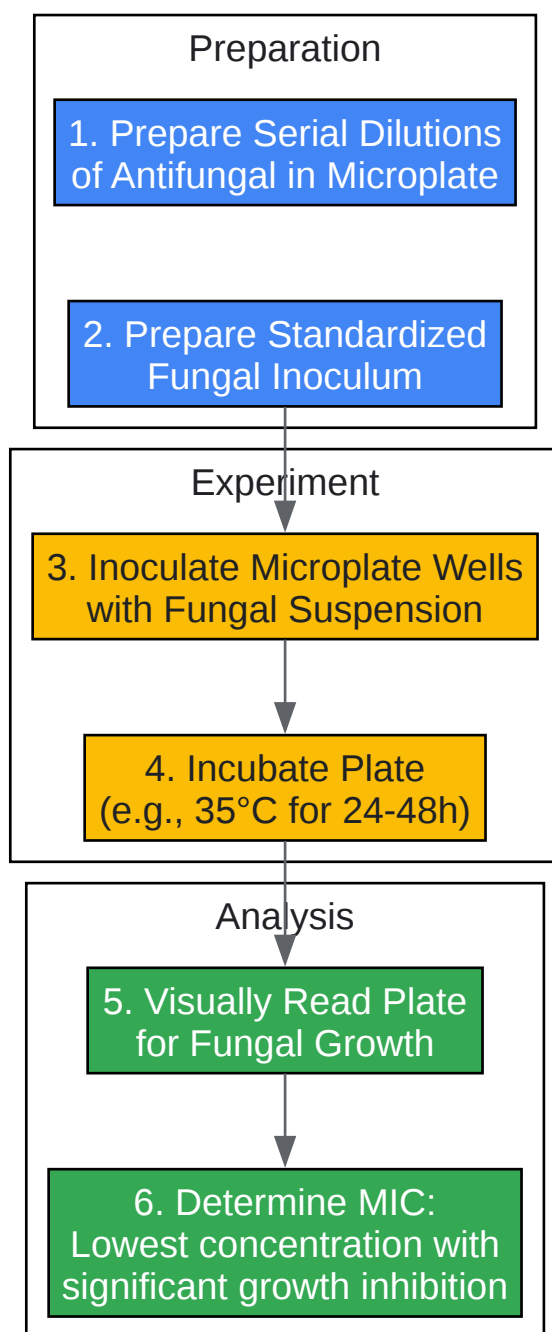 Preparation
1. Prepare Serial Dilutions
of Antifungal in Microplate
2. Prepare Standardized
Fungal Inoculum
Experiment
3. Inoculate Microplate Wells
with Fungal Suspension
4. Incubate Plate
(e.g., 35°C for 24-48h)
Analysis
5. Visually Read Plate
for Fungal Growth
6. Determine MIC:
Lowest concentration with
significant growth inhibition